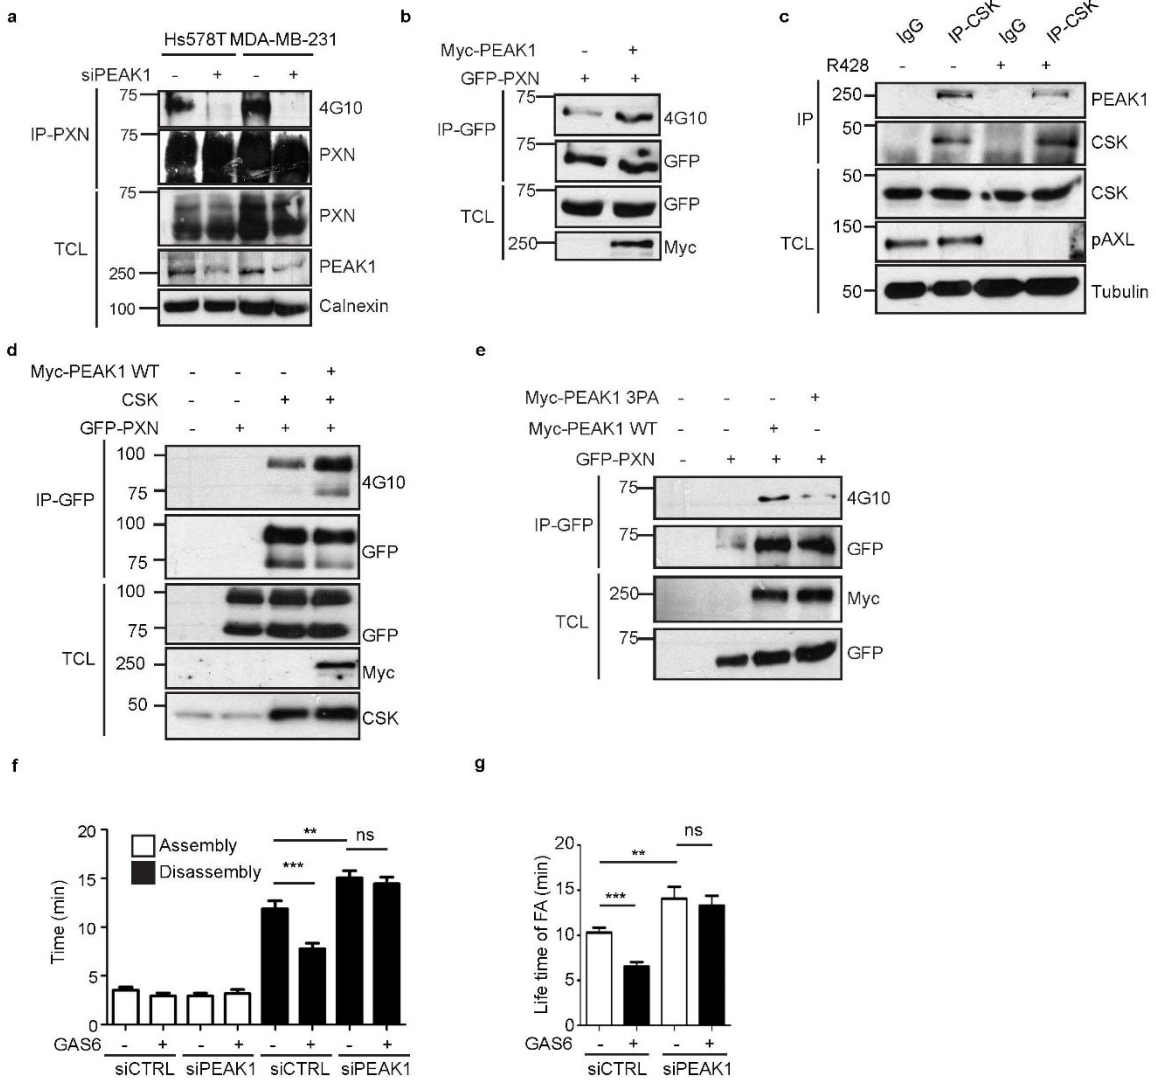 a
Hs578T MDA-MB-231
siPEAK1 - + - +
IP-PXN
75
4G10
75
PXN
TCL
75
PXN
250
PEAK1
100
Calnexin
b
Myc-PEAK1 - +
GFP-PXN + +
IP-GFP
75
4G10
75
GFP
TCL
75
GFP
250
Myc
c
IgG IP-CSK IgG IP-CSK
R428 - - + +
IP
250
PEAK1
50
CSK
TCL
50
CSK
150
pAXL
50
Tubulin
d
Myc-PEAK1 WT - - - +
CSK - - + +
GFP-PXN - + + +
IP-GFP
100
75
4G10
100
75
GFP
TCL
100
75
GFP
250
Myc
50
CSK
e
Myc-PEAK1 3PA - - - +
Myc-PEAK1 WT - - + -
GFP-PXN - + + +
IP-GFP
75
4G10
75
GFP
TCL
250
Myc
75
GFP
f
Time (min)
20
15
10
5
0
Assembly
Disassembly
*** ** ns
GAS6 - + - + - + - +
siCTRL siPEAK1 siCTRL siPEAK1
g
Life time of FA (min)
20
15
10
5
0
*** ** ns
GAS6 - + - +
siCTRL siPEAK1